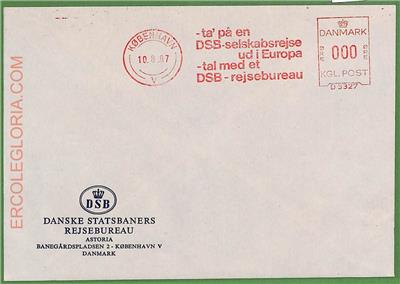 KØBENHAVN
10.8.67
V
-ta' på en
DSB-selskabsrejse
ud i Europa
-tal med et
DSB-rejsebureau
DANMARK
000
KGL. POST
D 3327
ERCOLEGLORIA.COM
DSB
DANSKE STATSBANERS
REJSEBUREAU
ASTORIA
BANEGÅRDSPLADSEN 2 - KØBENHAVN V
DANMARK